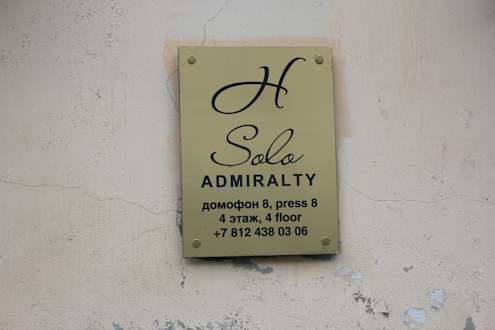 H
Solo
ADMIRALTY
домофон 8, press 8
4 этаж, 4 floor
+7 812 438 03 06